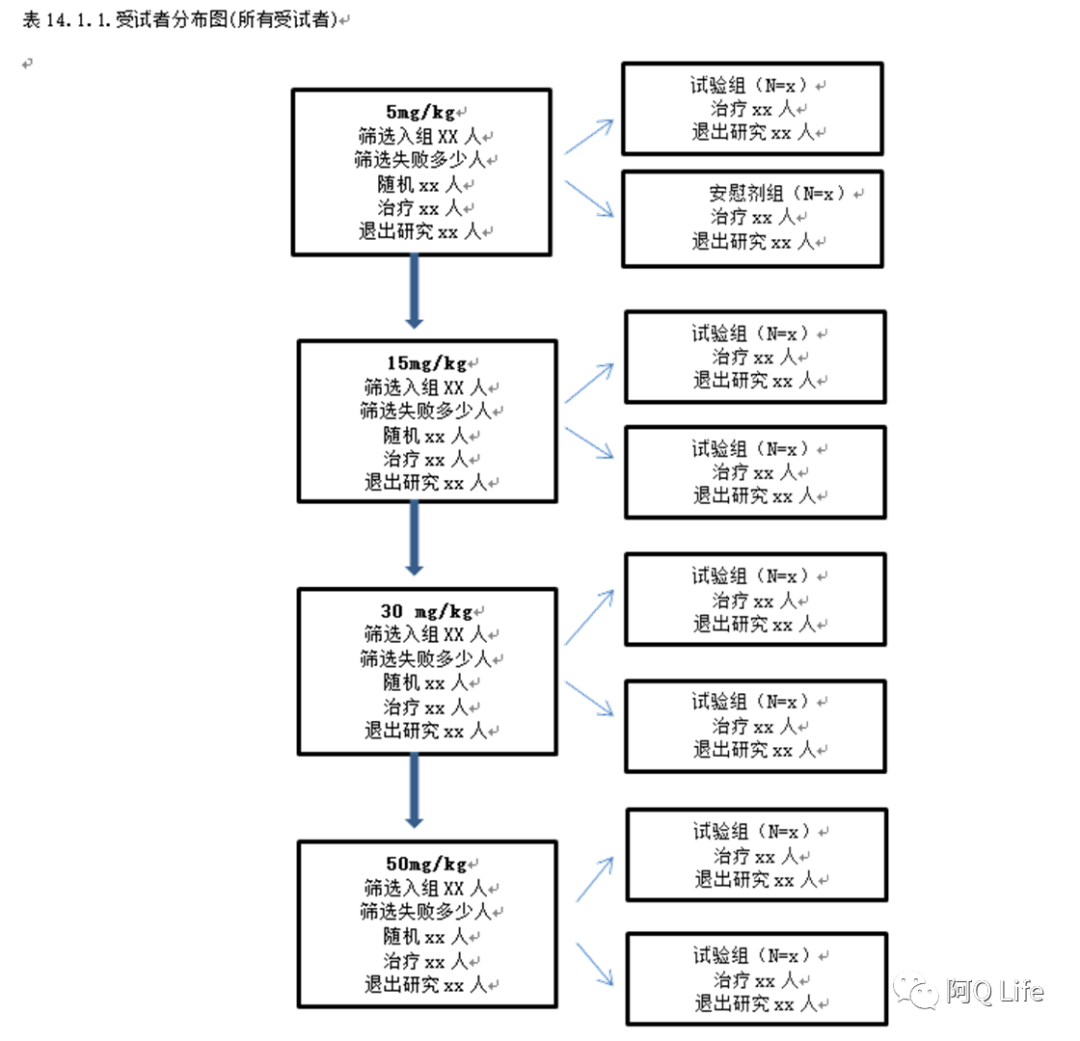 表 14.1.1.受试者分布图(所有受试者)↵
↵
5mg/kg↵
筛选入组 XX 人↵
筛选失败多少人↵
随机 xx 人↵
治疗 xx 人↵
退出研究 xx 人↵
试验组（N=x）↵
治疗 xx 人↵
退出研究 xx 人↵
安慰剂组（N=x）↵
治疗 xx 人↵
退出研究 xx 人↵
15mg/kg↵
筛选入组 XX 人↵
筛选失败多少人↵
随机 xx 人↵
治疗 xx 人↵
退出研究 xx 人↵
试验组（N=x）↵
治疗 xx 人↵
退出研究 xx 人↵
试验组（N=x）↵
治疗 xx 人↵
退出研究 xx 人↵
30 mg/kg↵
筛选入组 XX 人↵
筛选失败多少人↵
随机 xx 人↵
治疗 xx 人↵
退出研究 xx 人↵
试验组（N=x）↵
治疗 xx 人↵
退出研究 xx 人↵
试验组（N=x）↵
治疗 xx 人↵
退出研究 xx 人↵
50mg/kg↵
筛选入组 XX 人↵
筛选失败多少人↵
随机 xx 人↵
治疗 xx 人↵
退出研究 xx 人↵
试验组（N=x）↵
治疗 xx 人↵
退出研究 xx 人↵
试验组（N=x）↵
治疗 xx 人↵
退出研究 xx 人↵
阿Q Life